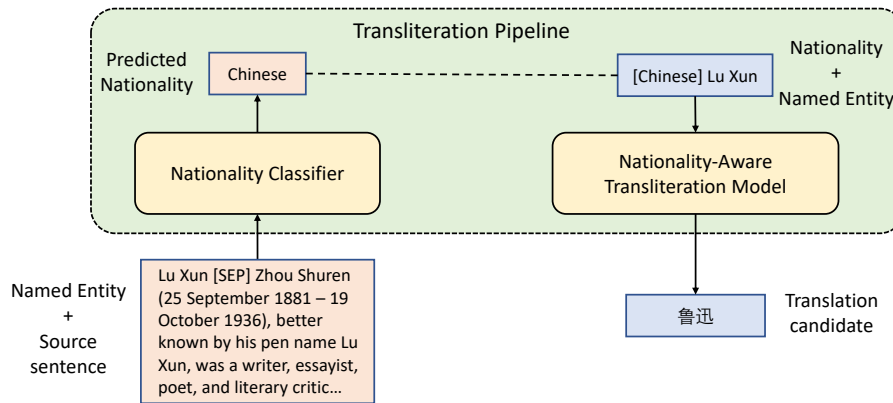 Transliteration Pipeline
Predicted
Nationality
Chinese
[Chinese] Lu Xun
Nationality
+
Named Entity
Nationality Classifier
Nationality-Aware
Transliteration Model
Named Entity
+
Source
sentence
Lu Xun [SEP] Zhou Shuren
(25 September 1881 – 19
October 1936), better
known by his pen name Lu
Xun, was a writer, essayist,
poet, and literary critic…
鲁迅
Translation
candidate